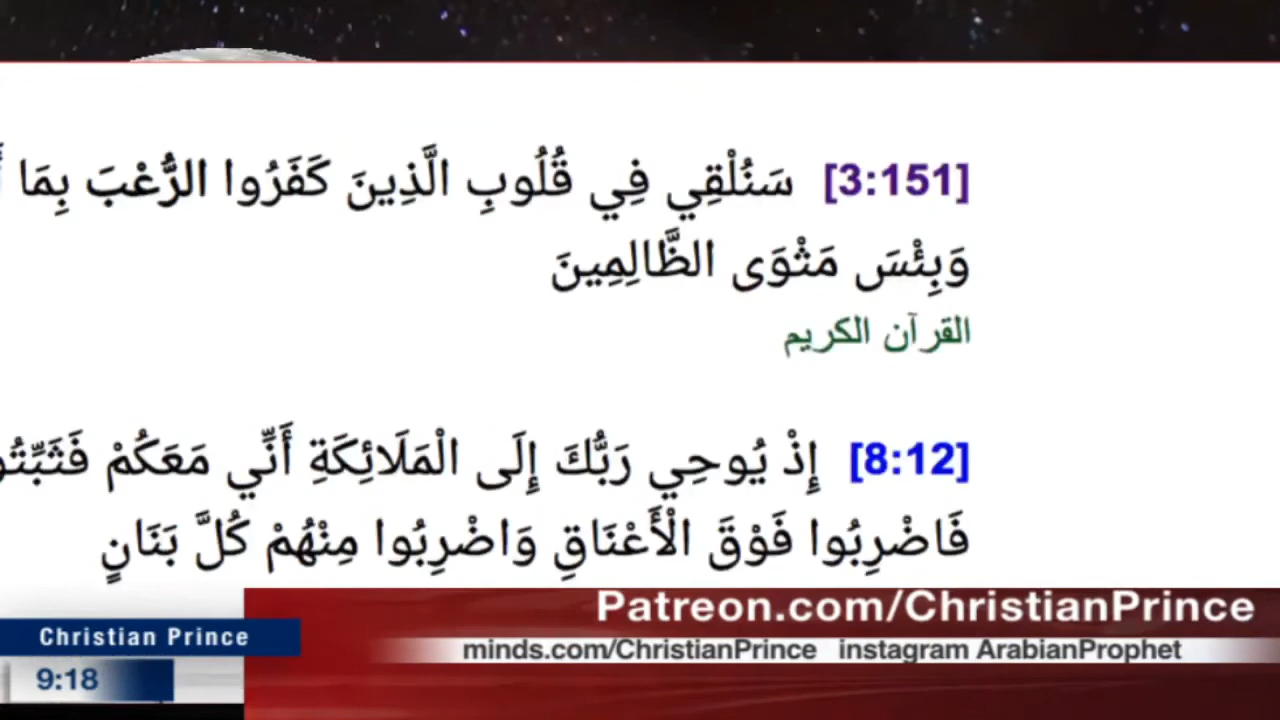 [3:151] سَنُلْقِي فِي قُلُوبِ الَّذِينَ كَفَرُوا الرُّعْبَ بِمَا
وَبِئْسَ مَثْوَى الظَّالِمِينَ
القرآن الكريم
[8:12] إِذْ يُوحِي رَبُّكَ إِلَى الْمَلَائِكَةِ أَنِّي مَعَكُمْ
فَاضْرِبُوا فَوْقَ الْأَعْنَاقِ وَاضْرِبُوا مِنْهُمْ كُلَّ بَنَانٍ
Patreon.com/ChristianPrince
Christian Prince
minds.com/ChristianPrince instagram ArabianProphet
9:18